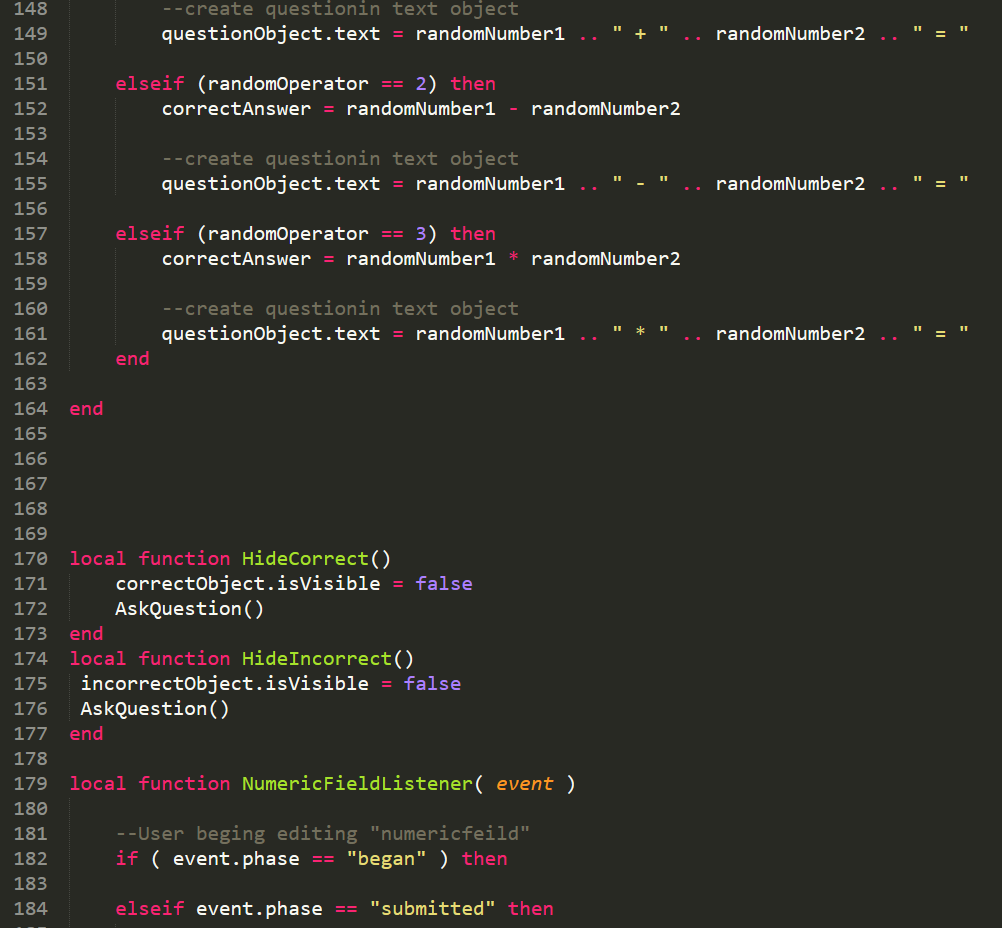 148         --create questionin text object
149         questionObject.text = randomNumber1 .. " + " .. randomNumber2 .. " = "
150
151     elseif (randomOperator == 2) then
152         correctAnswer = randomNumber1 - randomNumber2
153
154         --create questionin text object
155         questionObject.text = randomNumber1 .. " - " .. randomNumber2 .. " = "
156
157     elseif (randomOperator == 3) then
158         correctAnswer = randomNumber1 * randomNumber2
159
160         --create questionin text object
161         questionObject.text = randomNumber1 .. " * " .. randomNumber2 .. " = "
162     end
163
164 end
165
166
167
168
169
170 local function HideCorrect()
171     correctObject.isVisible = false
172     AskQuestion()
173 end
174 local function HideIncorrect()
175  incorrectObject.isVisible = false
176  AskQuestion()
177 end
178
179 local function NumericFieldListener( event )
180
181     --User beging editing "numericfeild"
182     if ( event.phase == "began" ) then
183
184     elseif event.phase == "submitted" then